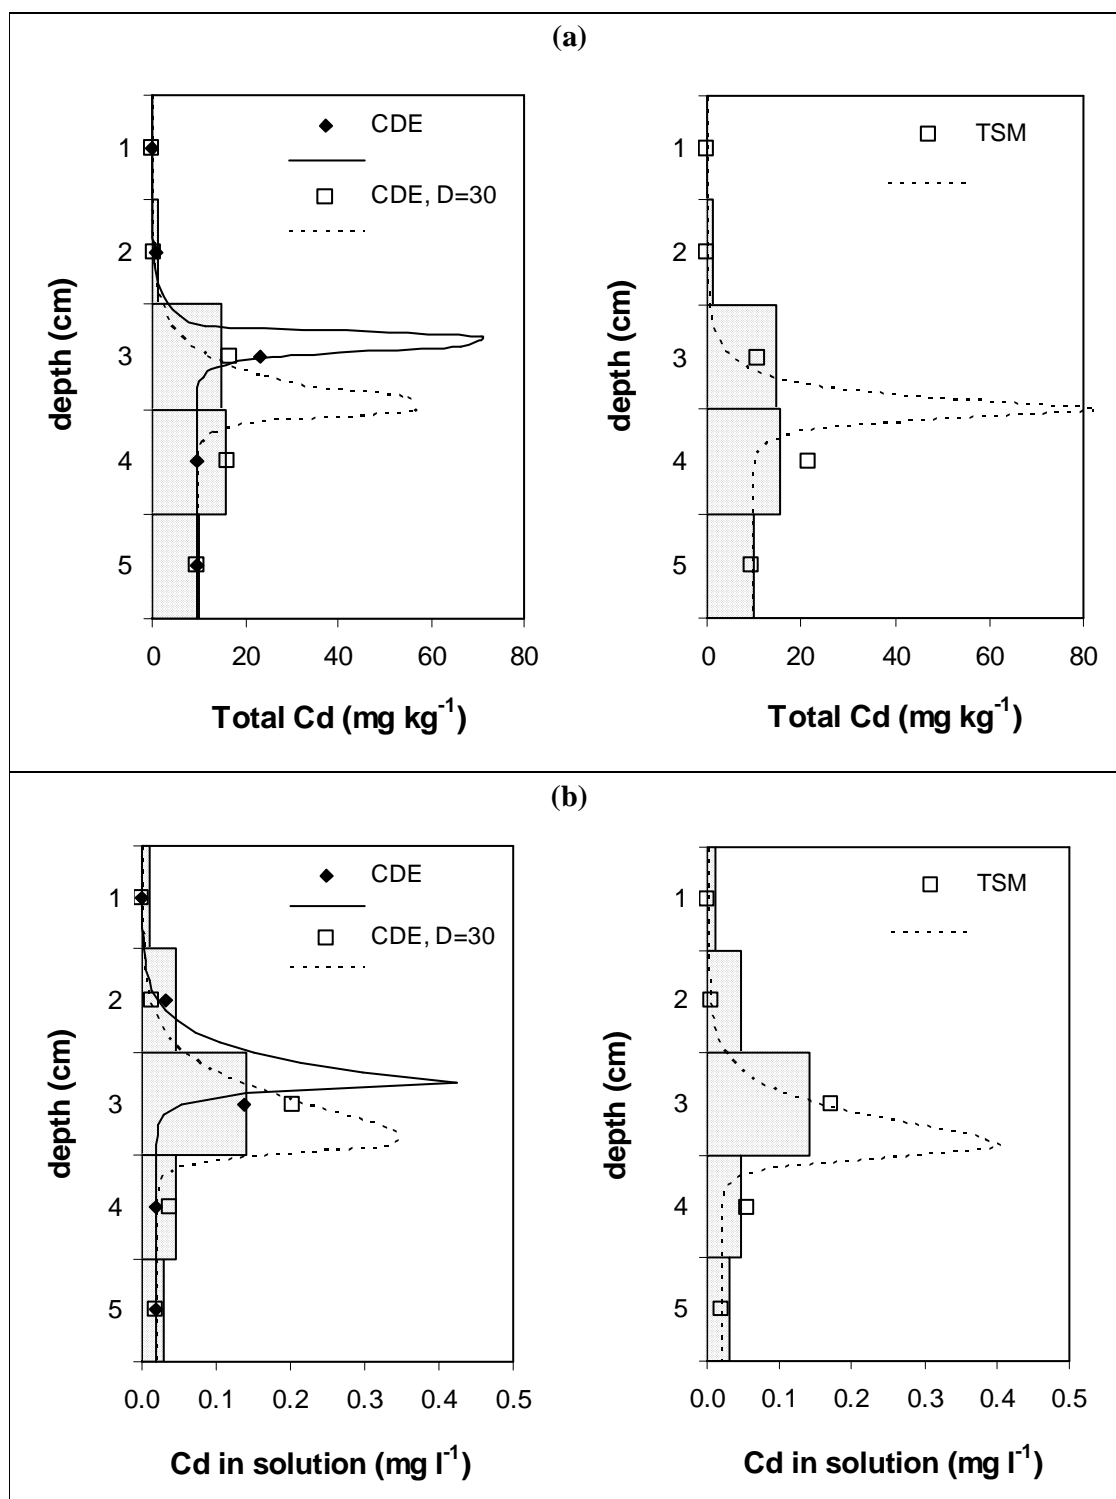 (a)
CDE
CDE, D=30
1
2
3
4
5
depth (cm)
0 20 40 60 80
Total Cd (mg kg⁻¹)
TSM
1
2
3
4
5
depth (cm)
0 20 40 60 80
Total Cd (mg kg⁻¹)
(b)
CDE
CDE, D=30
1
2
3
4
5
depth (cm)
0.0 0.1 0.2 0.3 0.4 0.5
Cd in solution (mg l⁻¹)
TSM
1
2
3
4
5
depth (cm)
0.0 0.1 0.2 0.3 0.4 0.5
Cd in solution (mg l⁻¹)